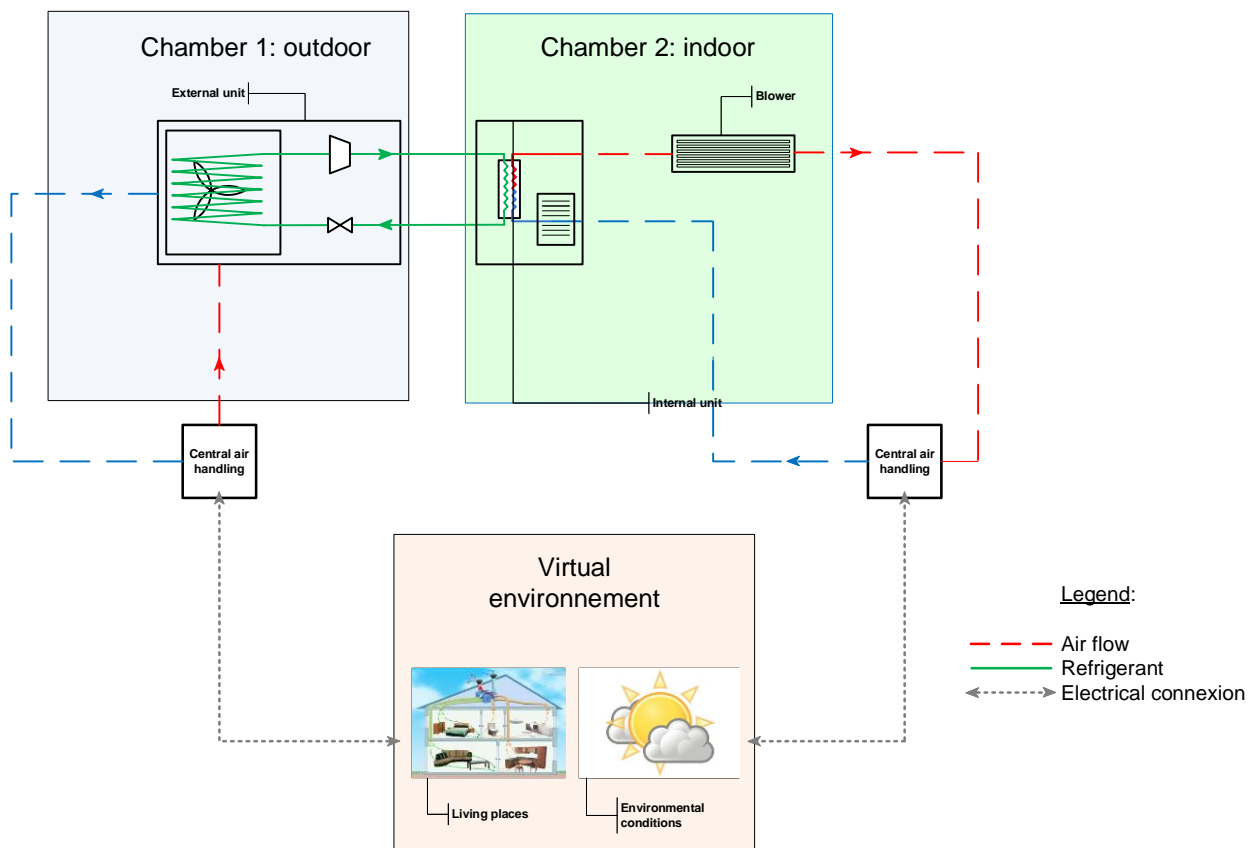 Chamber 1: outdoor
Chamber 2: indoor
External unit
Blower
Internal unit
Central air
handling
Central air
handling
Virtual
environnement
Living places
Environmental
conditions
Legend:
Air flow
Refrigerant
Electrical connexion